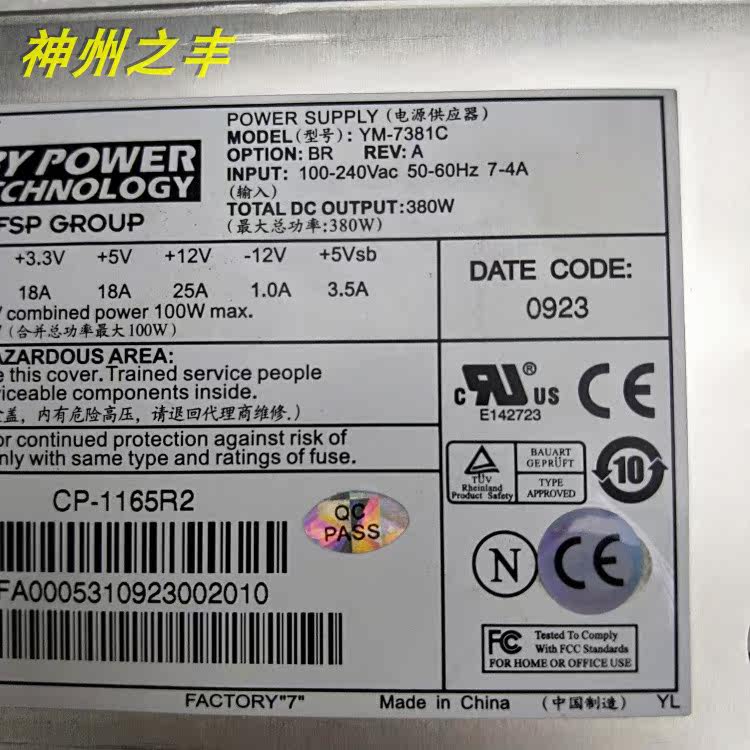 神州之丰
POWER SUPPLY (电源供应器)
MODEL(型号): YM-7381C
OPTION: BR REV: A
INPUT: 100-240Vac 50-60Hz 7-4A
(输入)
TOTAL DC OUTPUT:380W
(最大总功率:380W)
POWER
TECHNOLOGY
FSP GROUP
+3.3V +5V +12V -12V +5Vsb
18A 18A 25A 1.0A 3.5A
combined power 100W max.
(合并总功率最大100W)
DATE CODE:
0923
AZARDOUS AREA:
this cover. Trained service people
viceable components inside.
盖，内有危险高压，请退回代理商维修.)
or continued protection against risk of
only with same type and ratings of fuse.
c RU ® US
E142723
CE
TÜV
Rheinland
Product Safety
BAUART
GEPRÜFT
TYPE
APPROVED
10
CP-1165R2
QC
PASS
N
CE
FA0005310923002010
FC Tested To Comply
With FCC Standards
FOR HOME OR OFFICE USE
FACTORY"7" Made in China (中国制造) YL